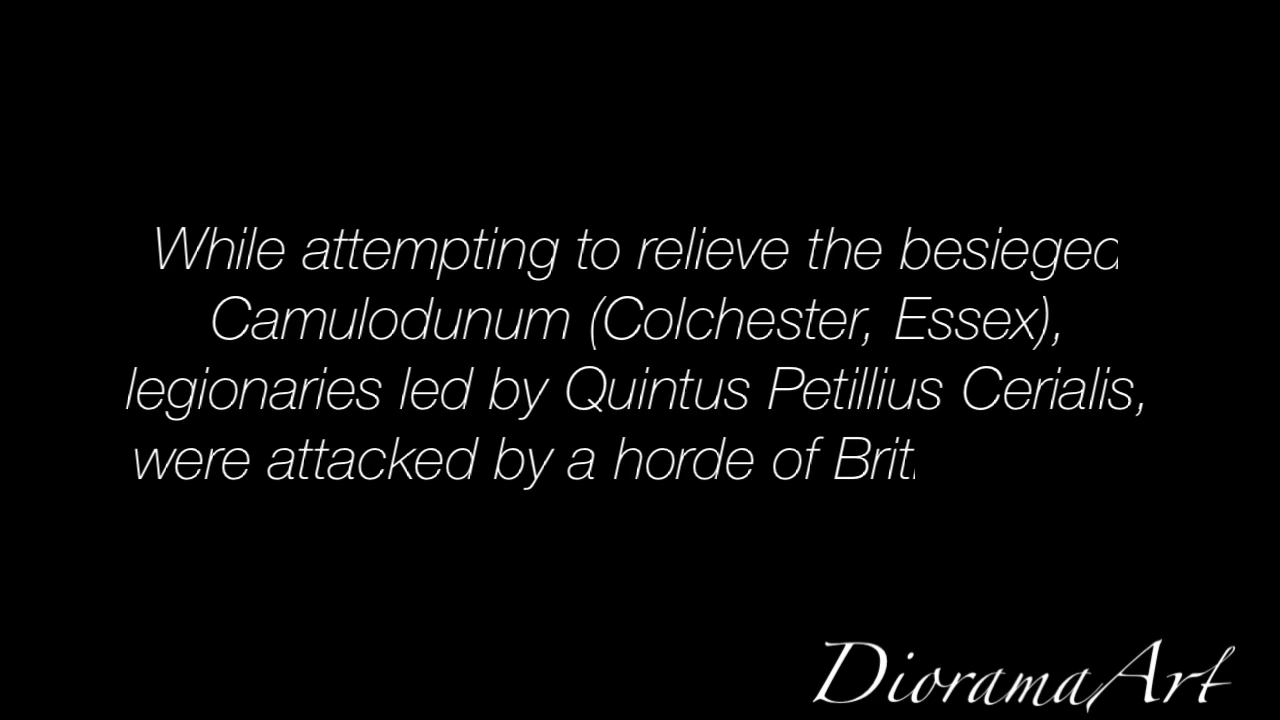 While attempting to relieve the besieged
Camulodunum (Colchester, Essex),
legionaries led by Quintus Petillius Cerialis,
were attacked by a horde of Brit
DioramaArt